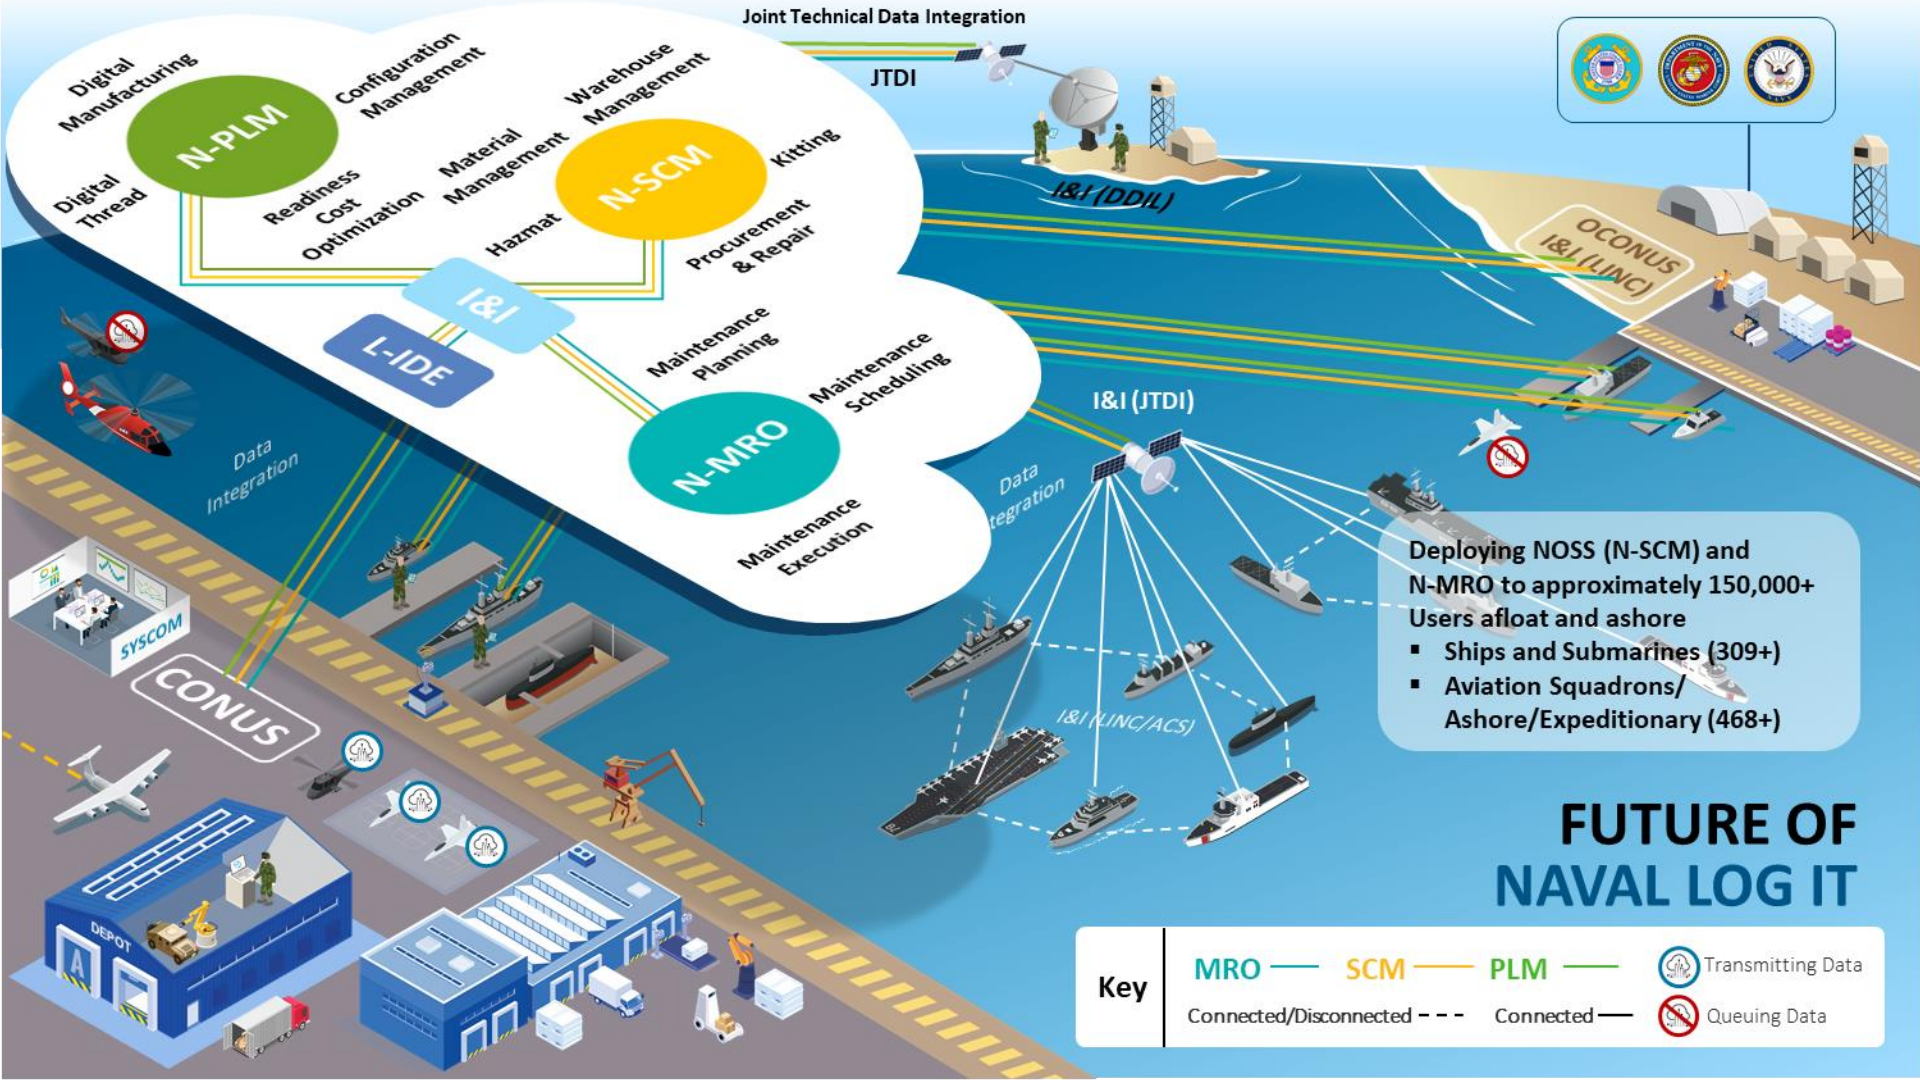 Joint Technical Data Integration
JTDI
Digital
Manufacturing
N-PLM
Configuration
Management
Digital
Thread
Readiness
Cost
Optimization
Warehouse
Management
Material
Management
N-SCM
Kitting
Hazmat
Procurement
& Repair
I&I
L-IDE
Maintenance
Planning
Maintenance
Scheduling
N-MRO
Maintenance
Execution
I&I (DDIL)
OCONUS
I&I (LINC)
Data
Integration
I&I (JTDI)
Data
tegration
I&I (LINC/ACS)
SYSCOM
CONUS
DEPOT
A
Deploying NOSS (N-SCM) and
N-MRO to approximately 150,000+
Users afloat and ashore
▪ Ships and Submarines (309+)
▪ Aviation Squadrons/
Ashore/Expeditionary (468+)
FUTURE OF
NAVAL LOG IT
Key
MRO SCM PLM Transmitting Data
Connected/Disconnected Connected Queuing Data